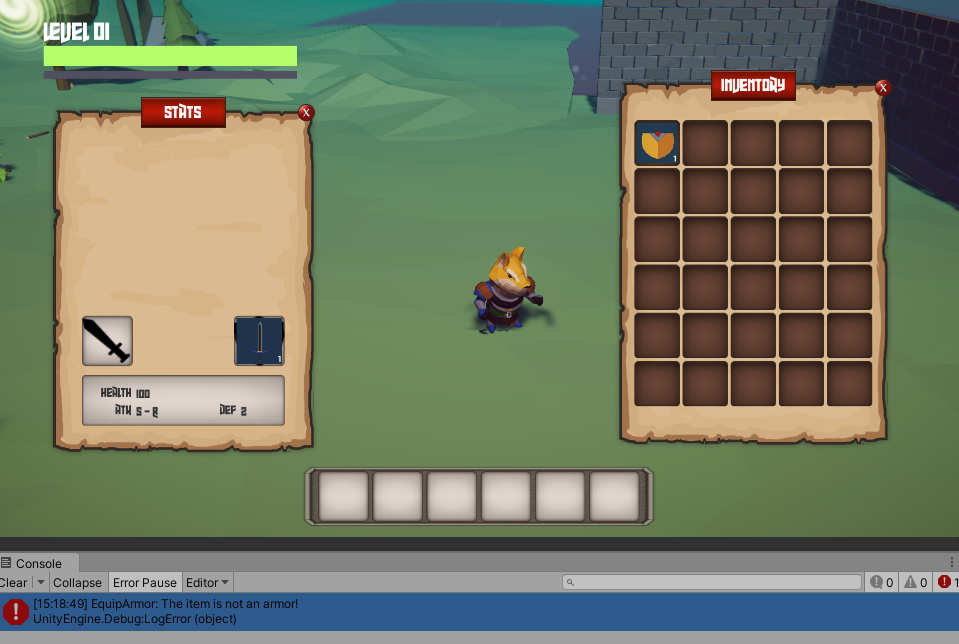 LEVEL 01
STATS
X
INVENTORY
X
1
1
HEALTH 100
ATK 5 - 8
DEF 2
Console
Clear
Collapse
Error Pause
Editor
0
0
1
[15:18:49] EquipArmor: The item is not an armor!
UnityEngine.Debug:LogError (object)